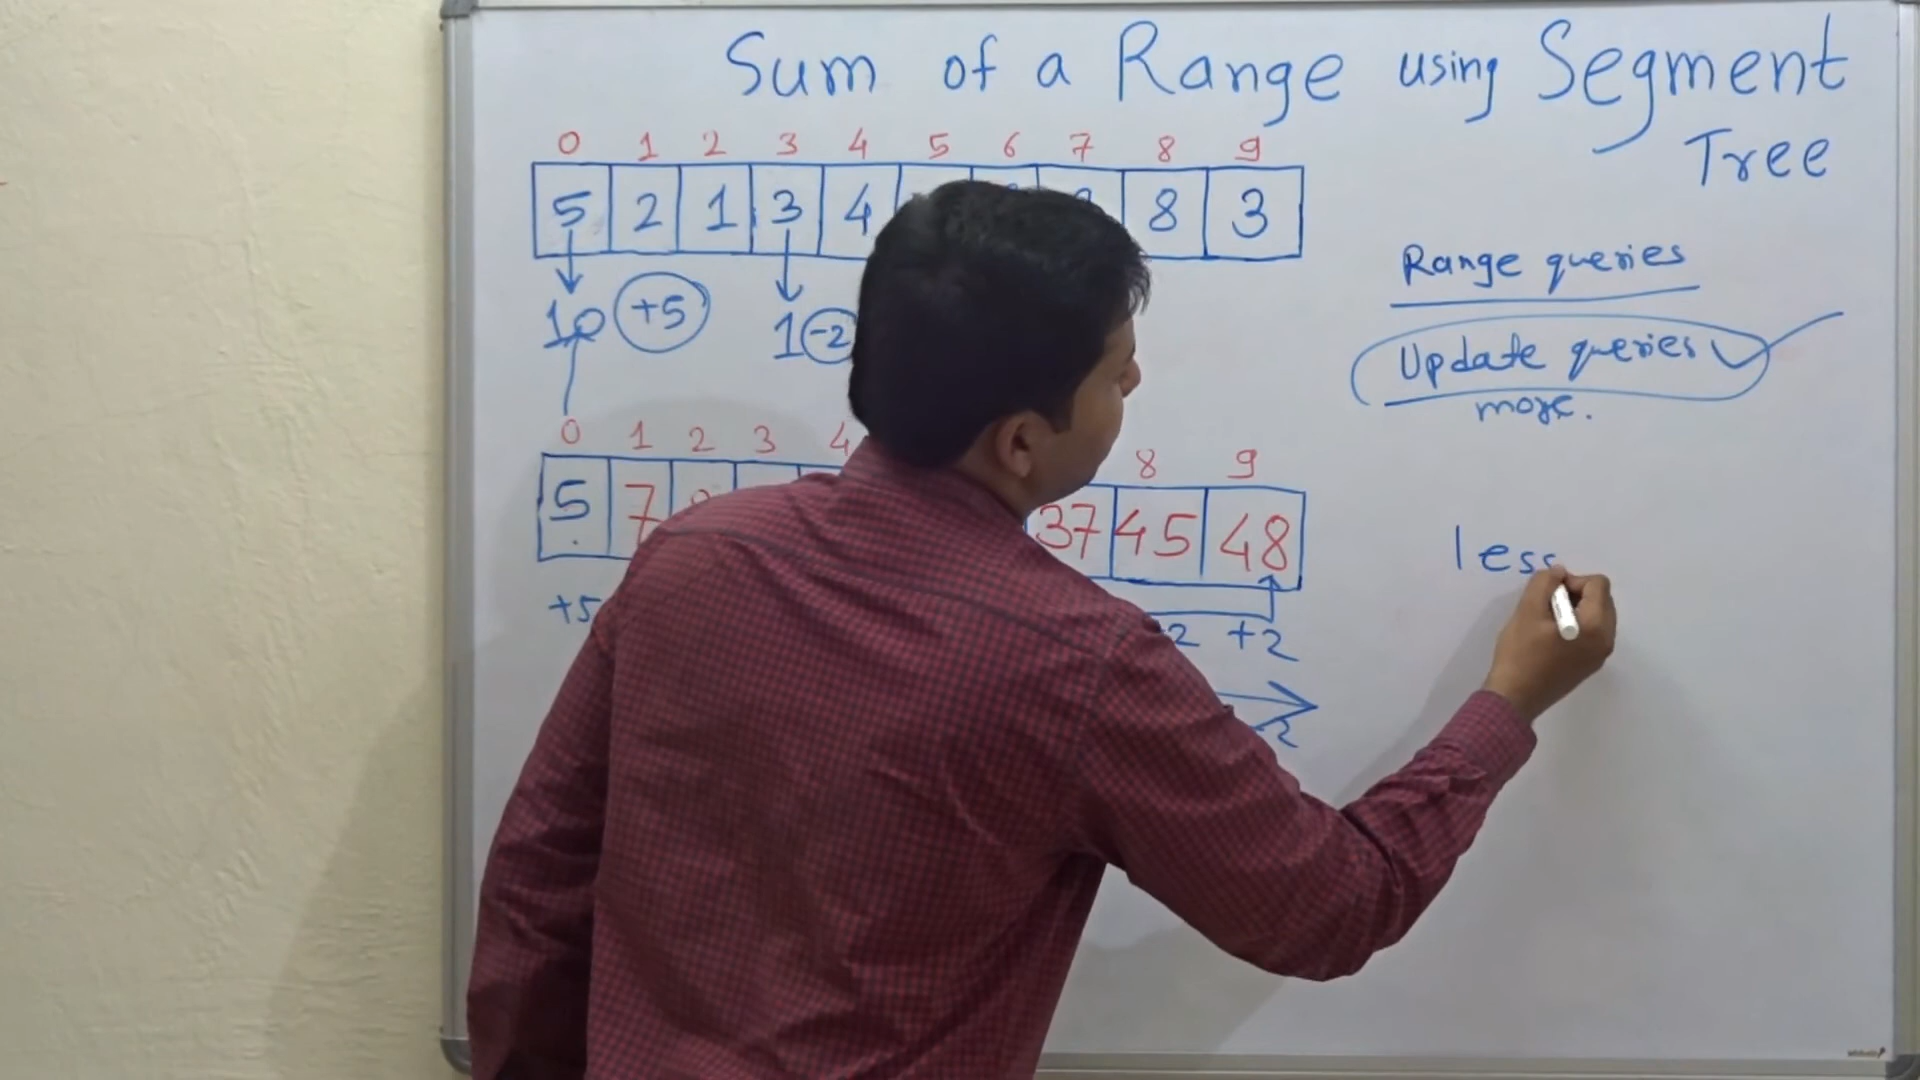 Sum of a Range using Segment
Tree
0 1 2 3 4 5 6 7 8 9
5 2 1 3 4 8 3
10 +5 1 -2
Range queries
Update queries
more.
0 1 2 3 4 8 9
5 7 37 45 48
less
+5 +2